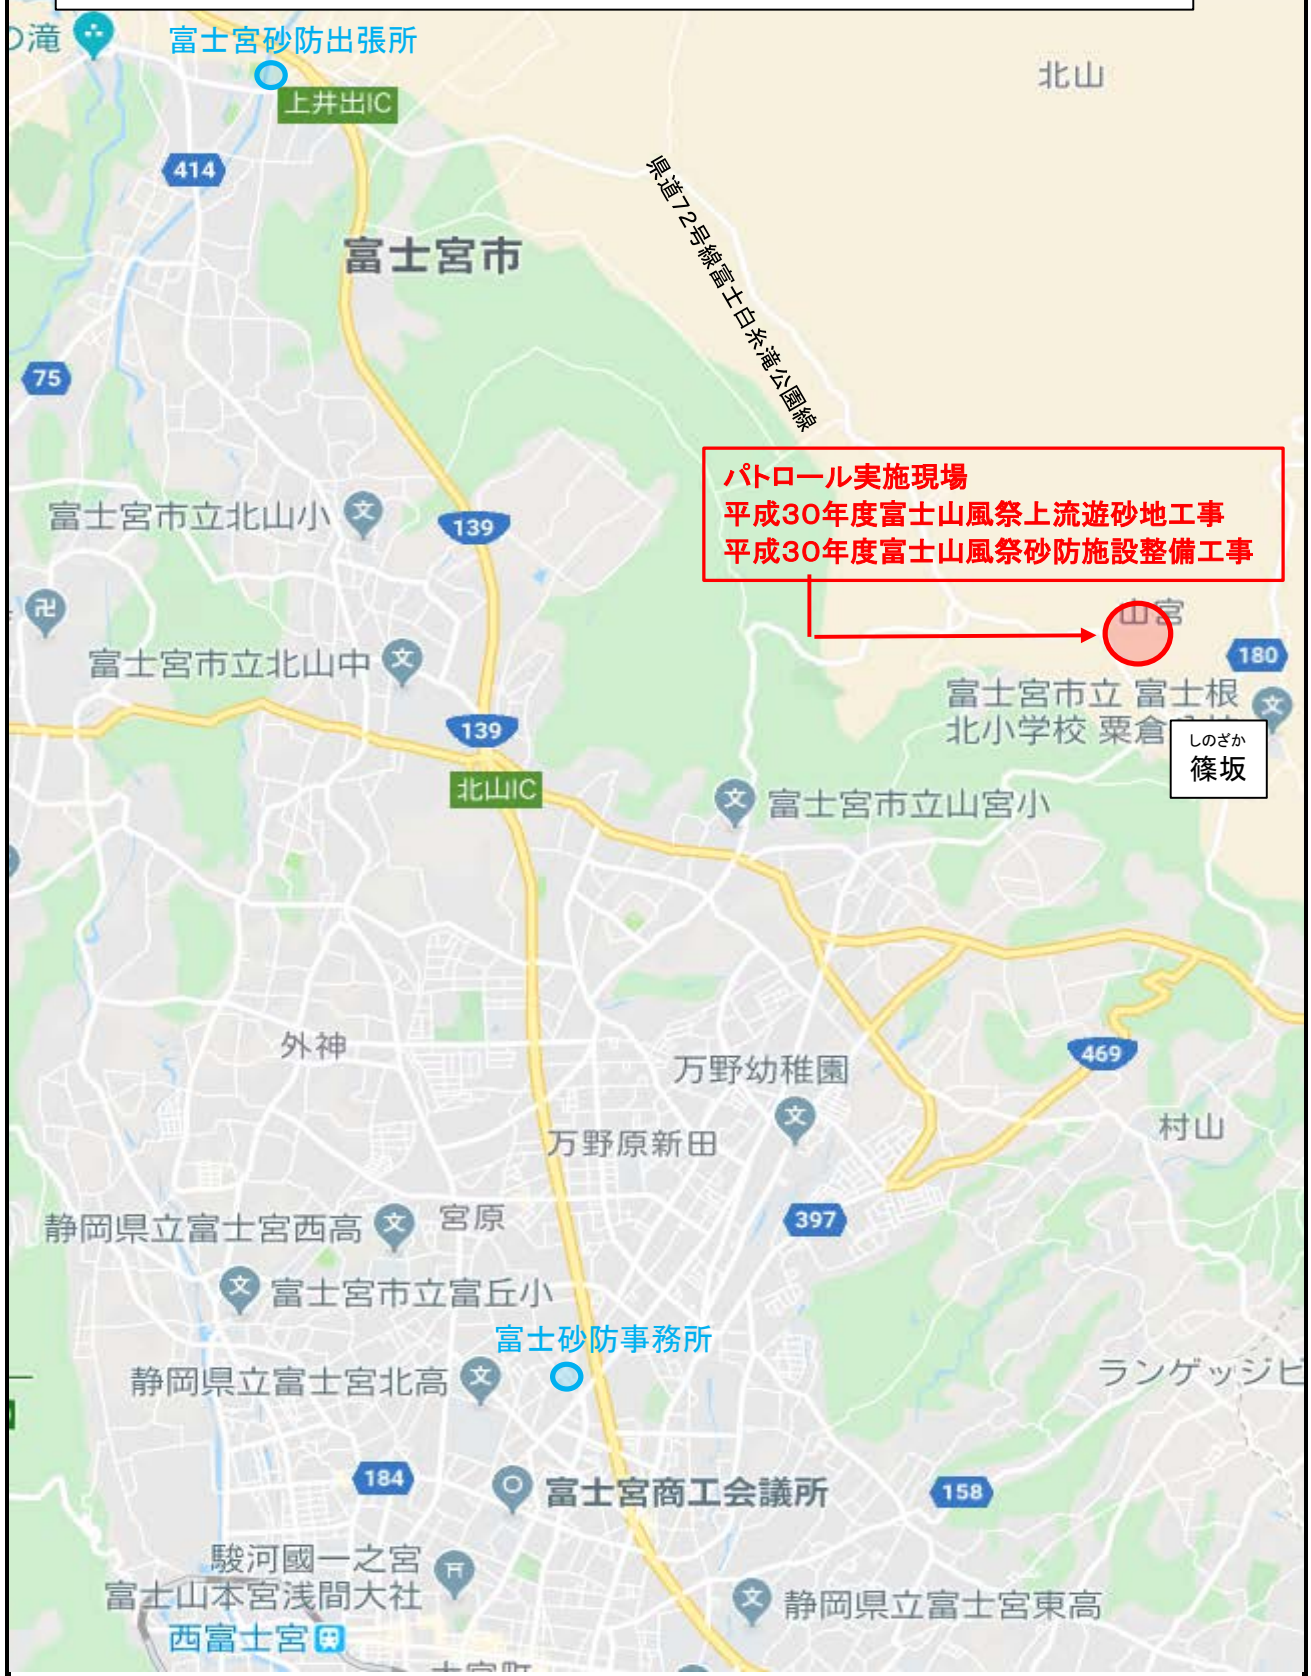 の滝
富士宮砂防出張所
上井出IC
北山
414
県道72号線富士白糸滝公園線
富士宮市
75
パトロール実施現場
平成30年度富士山風祭上流遊砂地工事
平成30年度富士山風祭砂防施設整備工事
富士宮市立北山小
139
山宮
180
富士宮市立北山中
富士宮市立 富士根
北小学校 粟倉
しのざか
篠坂
139
北山IC
富士宮市立山宮小
外神
469
万野幼稚園
村山
万野原新田
静岡県立富士宮西高
宮原
397
富士宮市立富丘小
富士砂防事務所
静岡県立富士宮北高
ランゲッジビ
184
富士宮商工会議所
158
駿河國一之宮
富士山本宮浅間大社
静岡県立富士宮東高
西富士宮